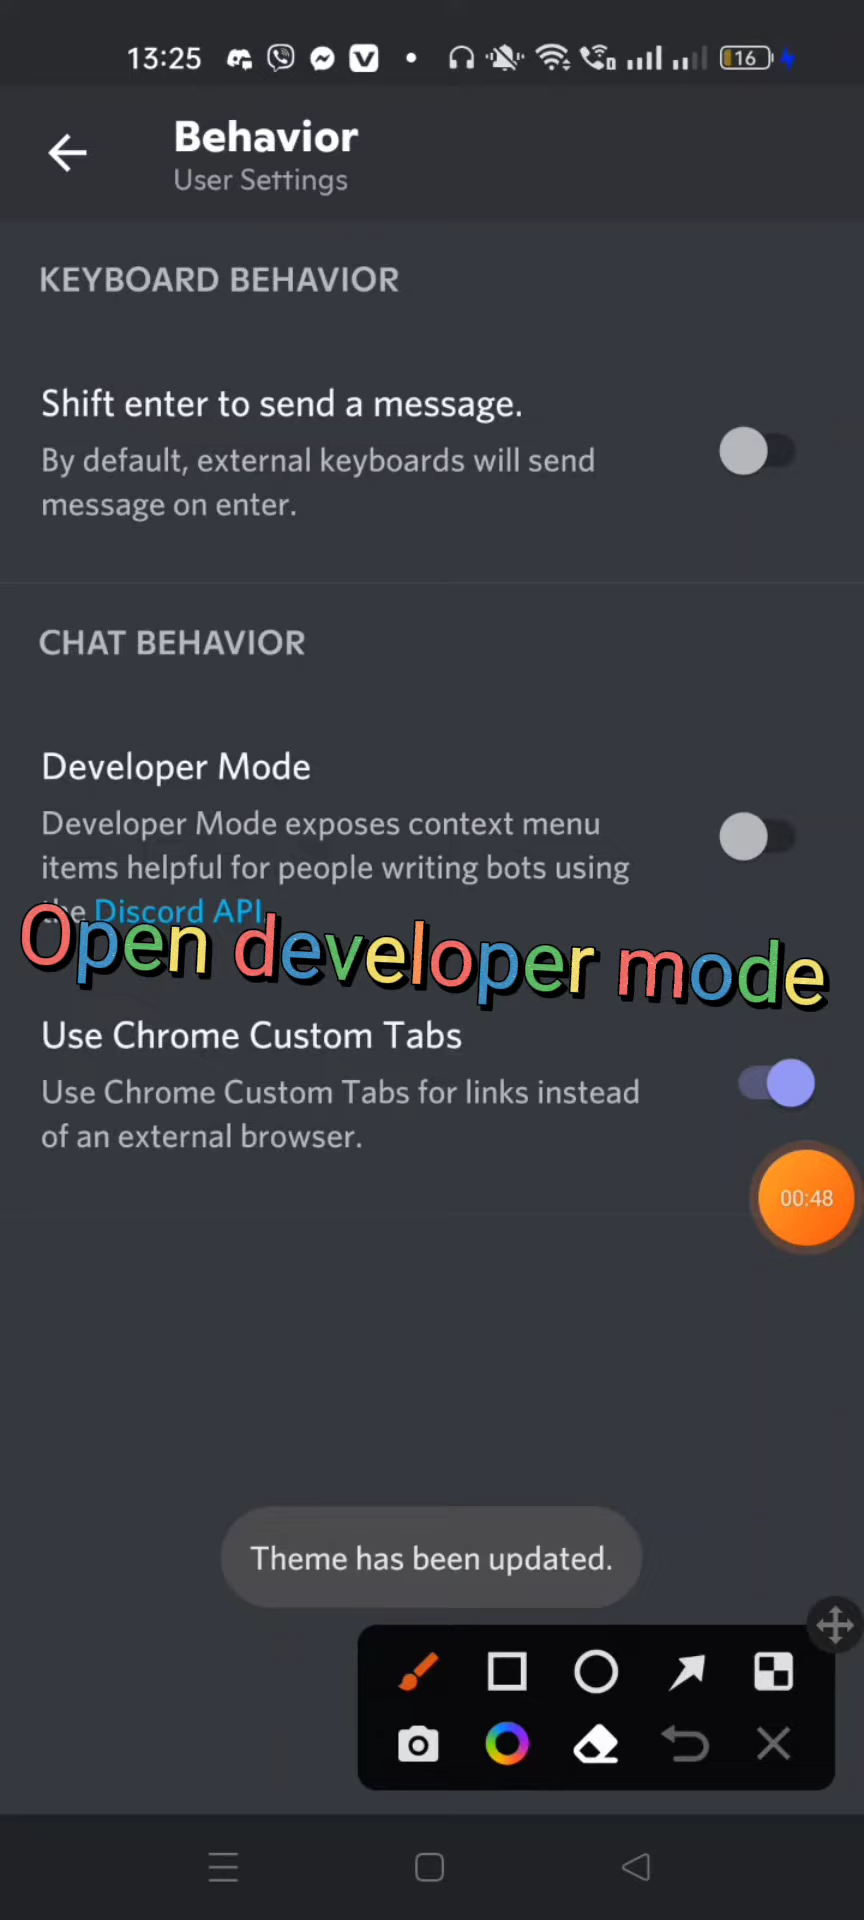 13:25
16
Behavior
User Settings
KEYBOARD BEHAVIOR
Shift enter to send a message.
By default, external keyboards will send
message on enter.
CHAT BEHAVIOR
Developer Mode
Developer Mode exposes context menu
items helpful for people writing bots using
the Discord API.
Open developer mode
Use Chrome Custom Tabs
Use Chrome Custom Tabs for links instead
of an external browser.
00:48
Theme has been updated.